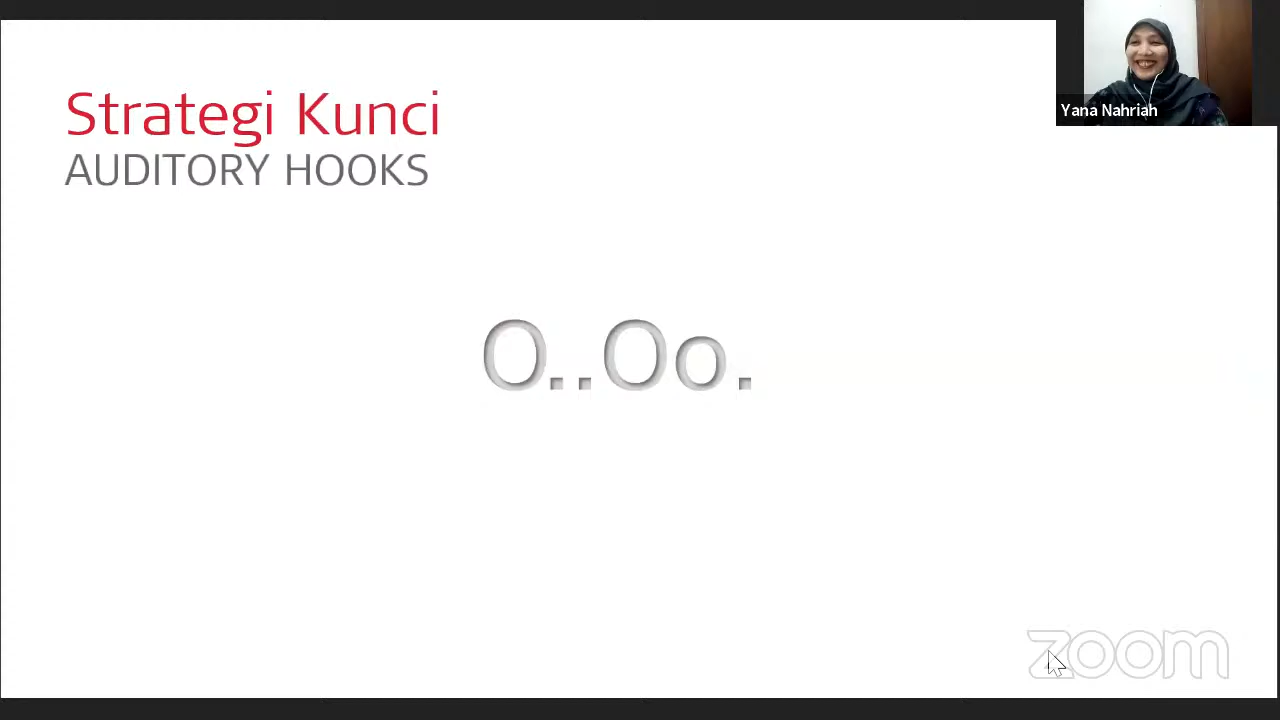 Strategi Kunci
AUDITORY HOOKS
Yana Nahriah
O..Oo.
zoom